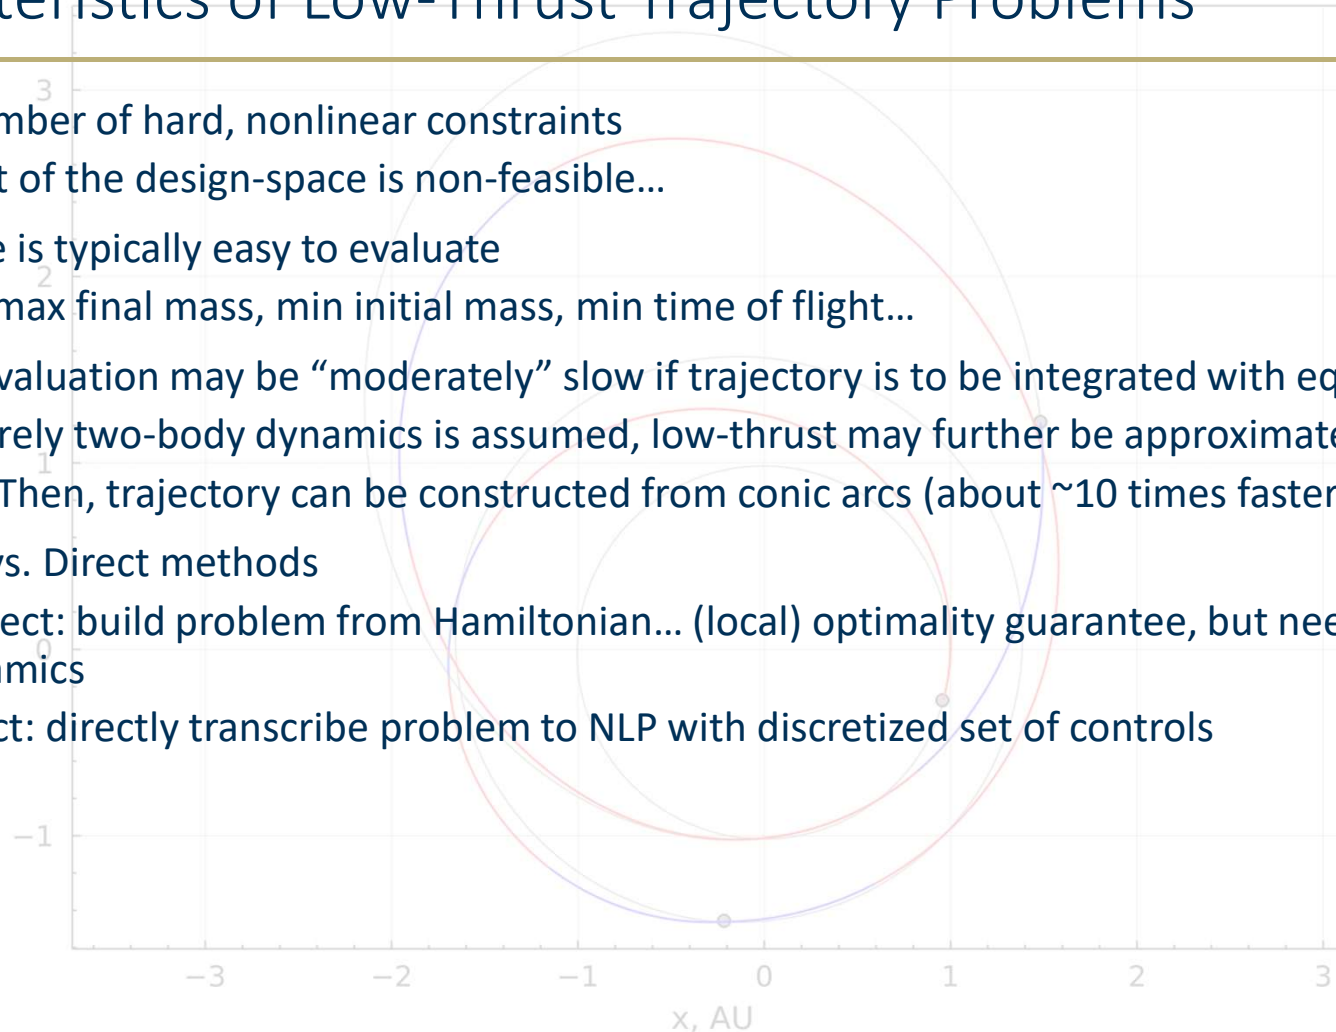 teristics of Low-Thrust Trajectory Problems
3
mber of hard, nonlinear constraints
t of the design-space is non-feasible…
e is typically easy to evaluate
2
max final mass, min initial mass, min time of flight…
valuation may be “moderately” slow if trajectory is to be integrated with eq
rely two-body dynamics is assumed, low-thrust may further be approximate
1
Then, trajectory can be constructed from conic arcs (about ~10 times faster
vs. Direct methods
ect: build problem from Hamiltonian… (local) optimality guarantee, but nee
0
amics
ct: directly transcribe problem to NLP with discretized set of controls
−1
−3 −2 −1 0 1 2 3
x, AU